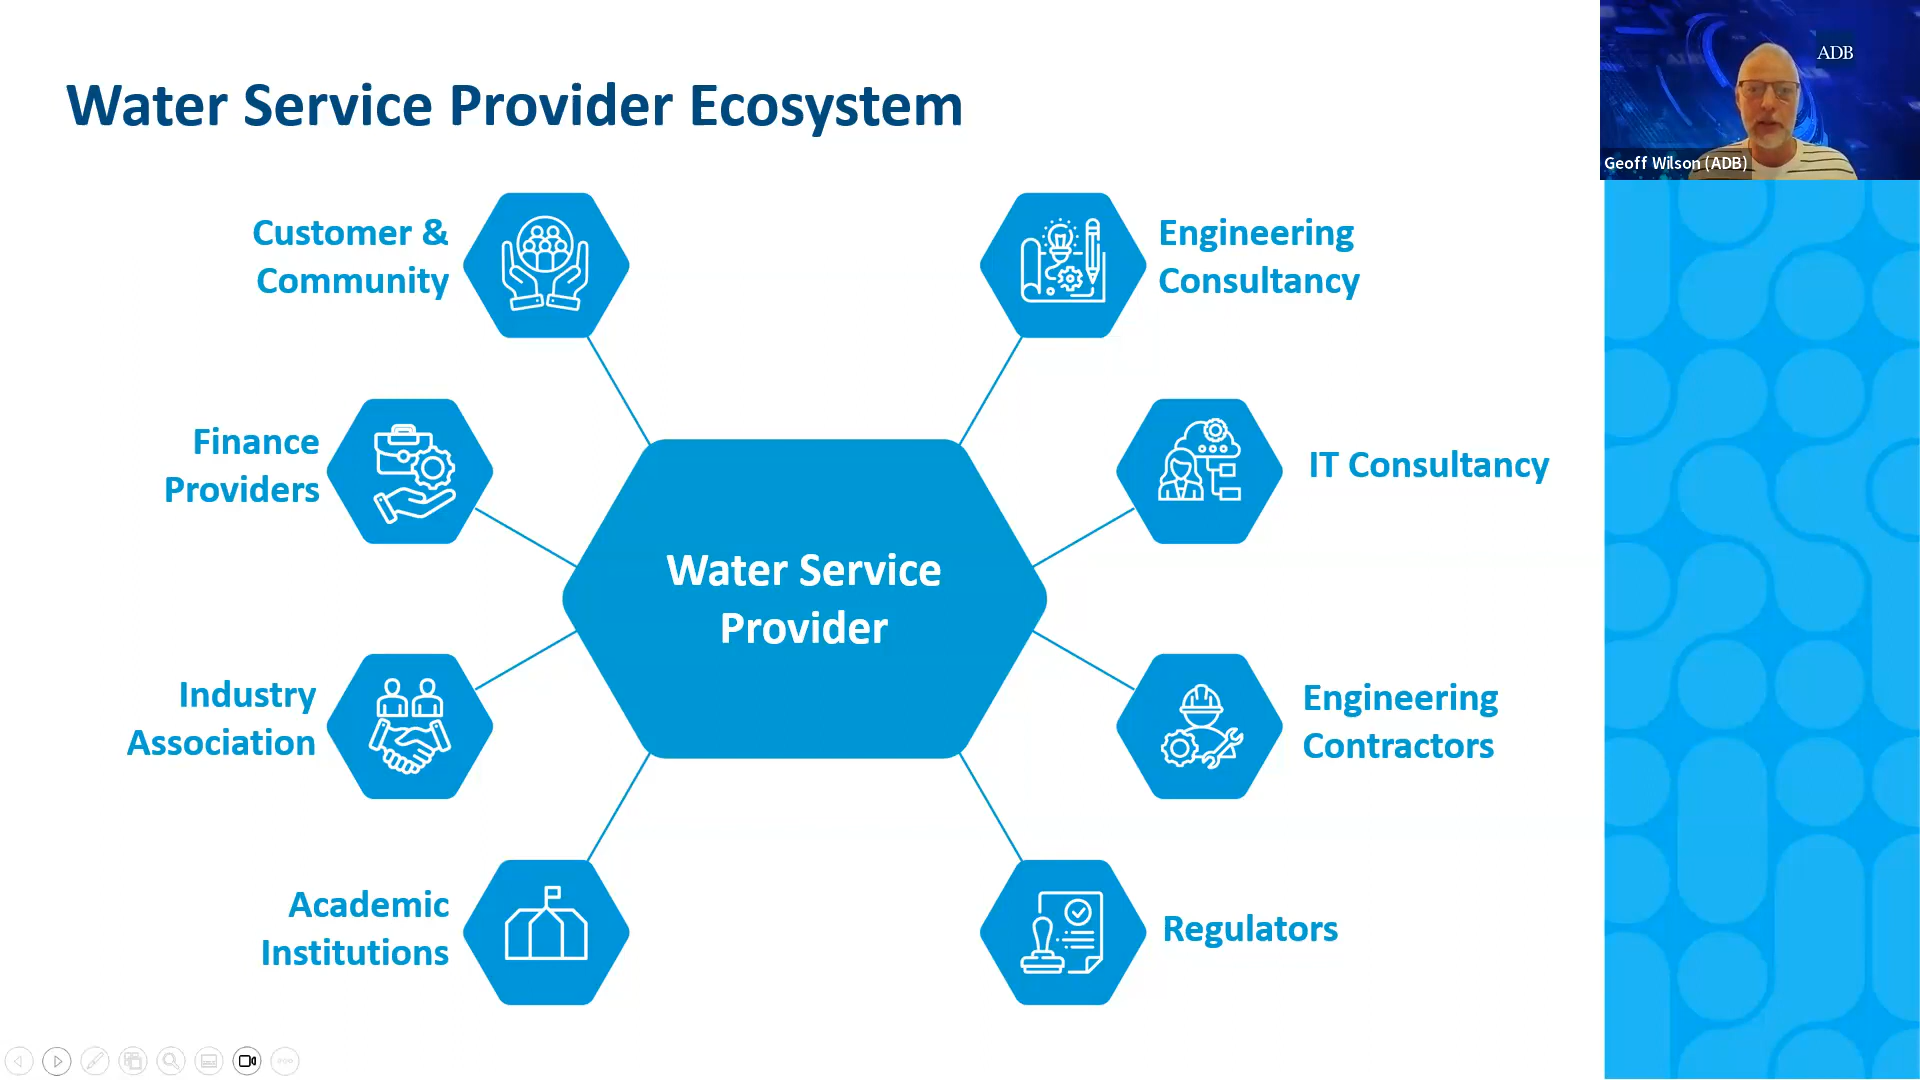 Water Service Provider Ecosystem
ADB
Geoff Wilson (ADB)
Customer &
Community
Engineering
Consultancy
Finance
Providers
IT Consultancy
Water Service
Provider
Industry
Association
Engineering
Contractors
Academic
Institutions
Regulators